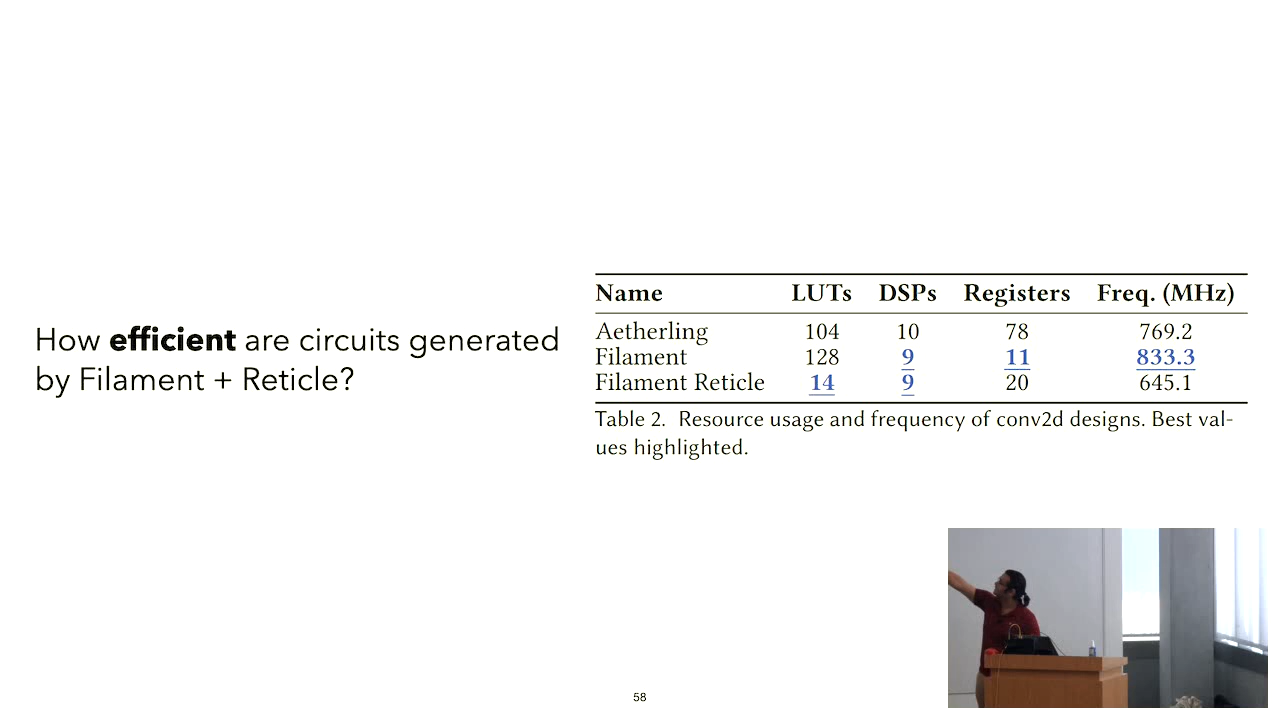 How efficient are circuits generated
by Filament + Reticle?
Name LUTs DSPs Registers Freq. (MHz)
Aetherling 104 10 78 769.2
Filament 128 9 11 833.3
Filament Reticle 14 9 20 645.1
Table 2. Resource usage and frequency of conv2d designs. Best val-
ues highlighted.
58